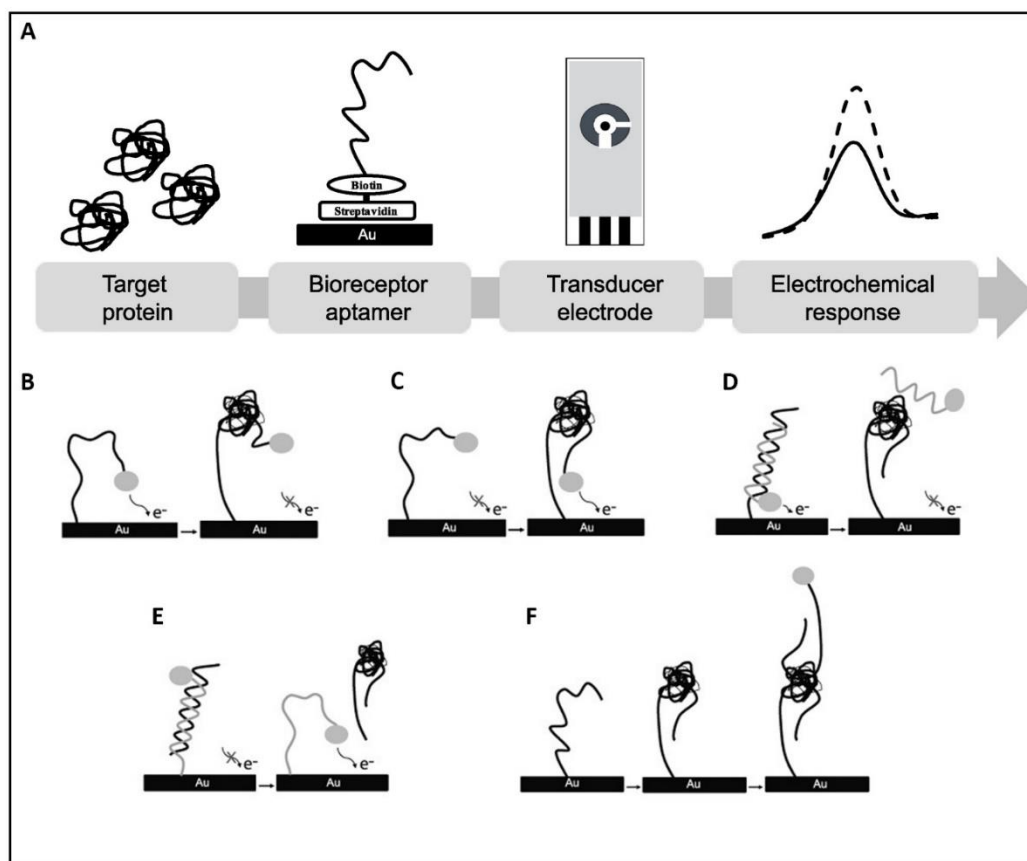 A
Biotin
Streptavidin
Au
Target
protein
Bioreceptor
aptamer
Transducer
electrode
Electrochemical
response
B
e-
Au
e-
Au
C
e-
Au
e-
Au
D
e-
Au
e-
Au
E
e-
Au
e-
Au
F
Au
Au
Au